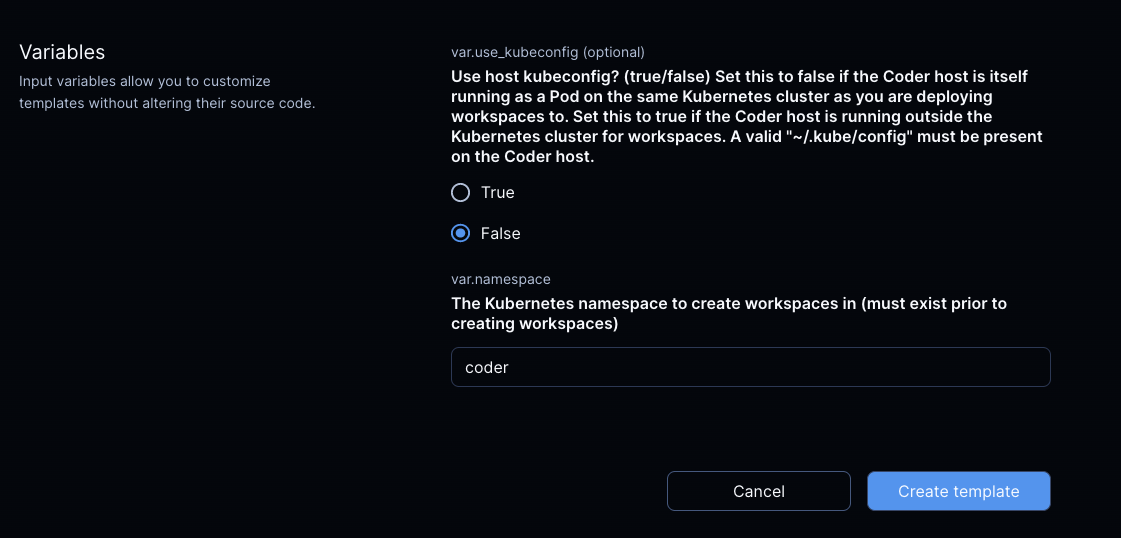 Variables
Input variables allow you to customize
templates without altering their source code.
var.use_kubeconfig (optional)
Use host kubeconfig? (true/false) Set this to false if the Coder host is itself
running as a Pod on the same Kubernetes cluster as you are deploying
workspaces to. Set this to true if the Coder host is running outside the
Kubernetes cluster for workspaces. A valid "~/.kube/config" must be present
on the Coder host.
True
False
var.namespace
The Kubernetes namespace to create workspaces in (must exist prior to
creating workspaces)
coder
Cancel
Create template